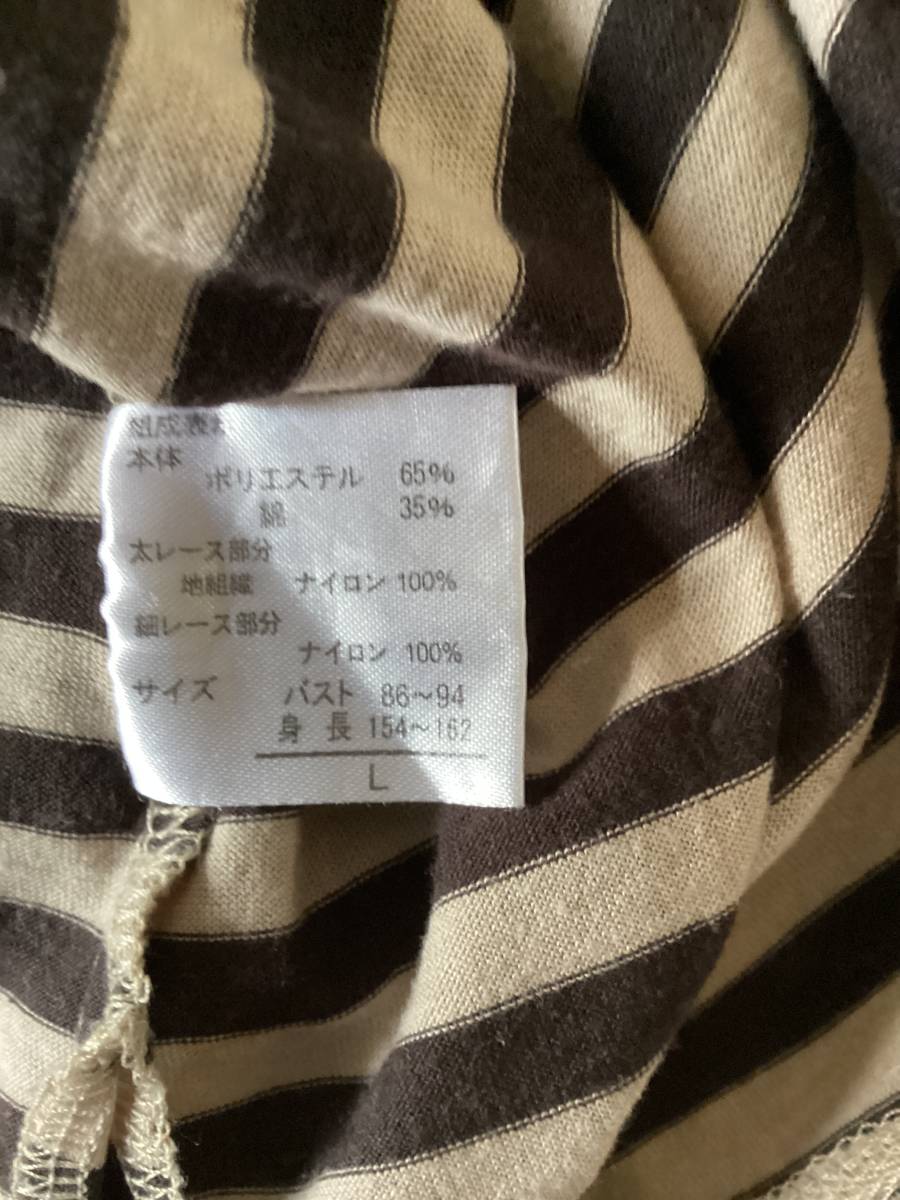 組成表示
本体
ポリエステル 65%
綿 35%
太レース部分
地組織 ナイロン 100%
細レース部分
ナイロン 100%
サイズ バスト 86~94
身長 154~162
L